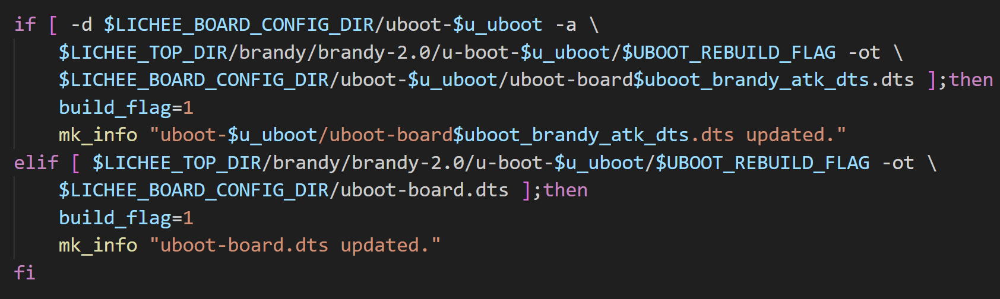 if [ -d $LICHEE_BOARD_CONFIG_DIR/uboot-$u_uboot -a \
$LICHEE_TOP_DIR/brandy/brandy-2.0/u-boot-$u_uboot/$UBOOT_REBUILD_FLAG -ot \
$LICHEE_BOARD_CONFIG_DIR/uboot-$u_uboot/uboot-board$uboot_brandy_atk_dts.dts ];then
build_flag=1
mk_info "uboot-$u_uboot/uboot-board$uboot_brandy_atk_dts.dts updated."
elif [ $LICHEE_TOP_DIR/brandy/brandy-2.0/u-boot-$u_uboot/$UBOOT_REBUILD_FLAG -ot \
$LICHEE_BOARD_CONFIG_DIR/uboot-board.dts ];then
build_flag=1
mk_info "uboot-board.dts updated."
fi